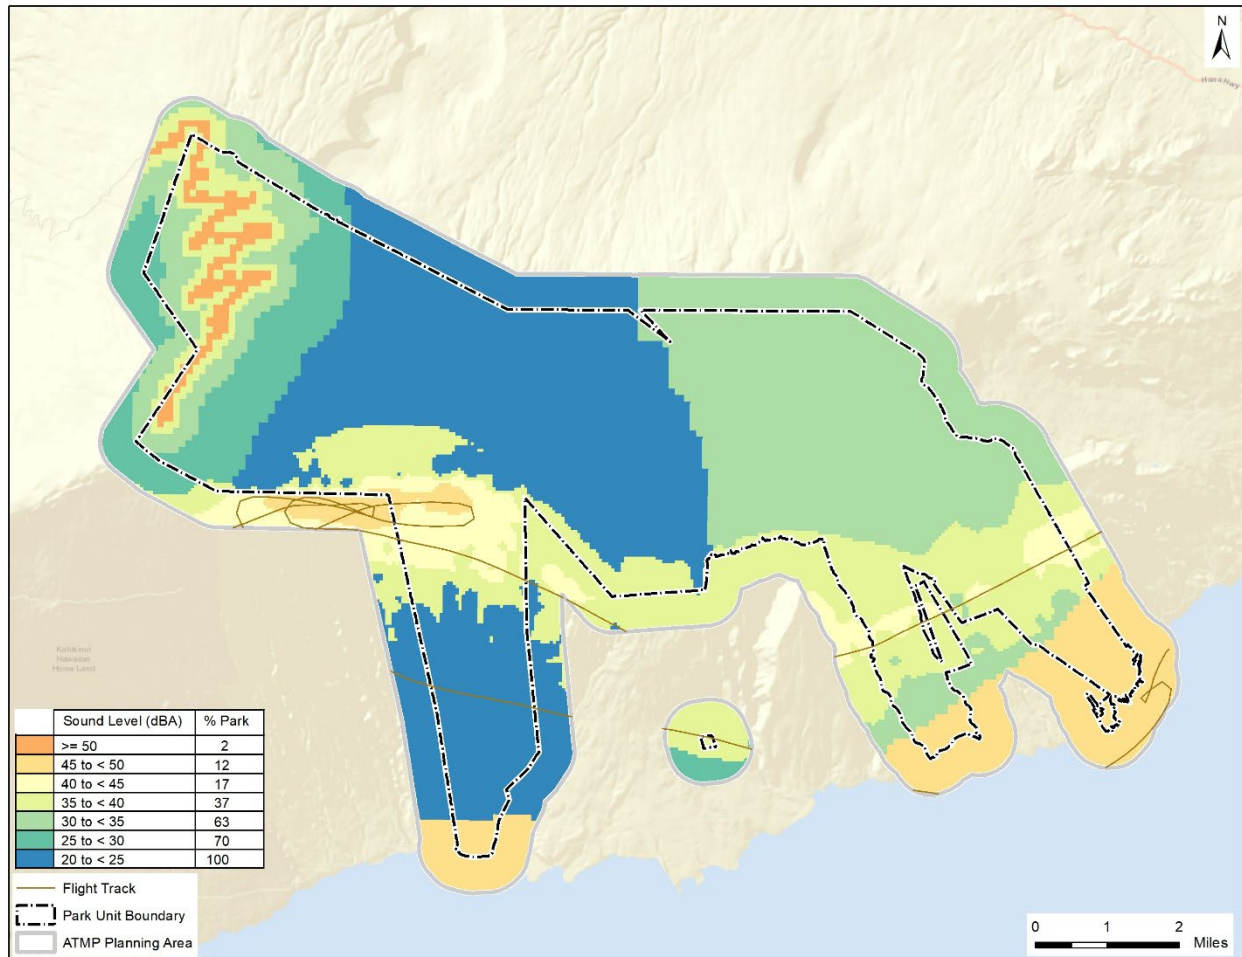 N
Hana Hwy
Kahikinui
Hawaiian
Home Land
Sound Level (dBA) % Park
>= 50 2
45 to < 50 12
40 to < 45 17
35 to < 40 37
30 to < 35 63
25 to < 30 70
20 to < 25 100
Flight Track
Park Unit Boundary
ATMP Planning Area
0 1 2
Miles